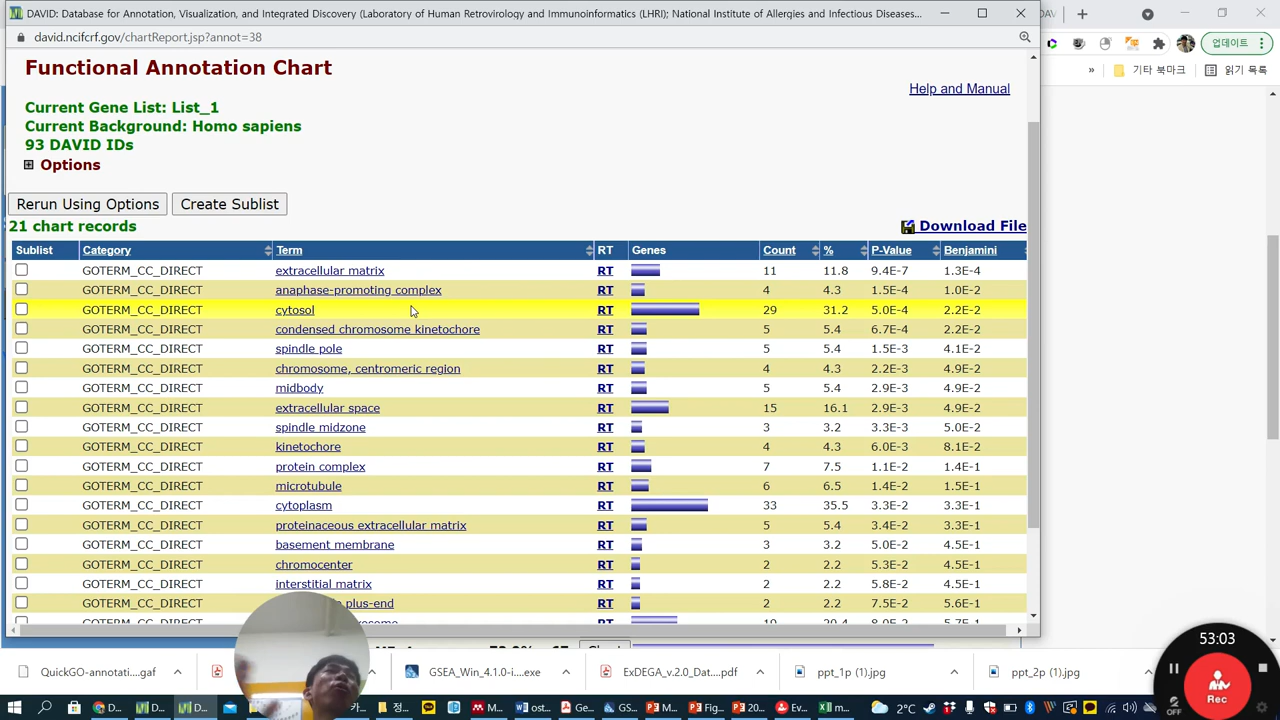 DAVID: Database for Annotation, Visualization, and Integrated Discovery (Laboratory of Human Retrovirology and Immunoinformatics (LHRI); National Institute of Allergies and Infectious Diseases...
david.ncifcrf.gov/chartReport.jsp?annot=38
업데이트
»
기타 북마크
읽기 목록
Functional Annotation Chart
Help and Manual
Current Gene List: List_1
Current Background: Homo sapiens
93 DAVID IDs
Options
Rerun Using Options Create Sublist
21 chart records Download File
Sublist Category Term RT Genes Count % P-Value Benjamini
GOTERM_CC_DIRECT extracellular matrix RT 11 11.8 9.4E-7 1.3E-4
GOTERM_CC_DIRECT anaphase-promoting complex RT 4 4.3 1.5E-4 1.0E-2
GOTERM_CC_DIRECT cytosol RT 29 31.2 5.0E-4 2.2E-2
GOTERM_CC_DIRECT condensed chromosome kinetochore RT 5 5.4 6.7E-4 2.2E-2
GOTERM_CC_DIRECT spindle pole RT 5 5.4 1.5E-3 4.1E-2
GOTERM_CC_DIRECT chromosome, centromeric region RT 4 4.3 2.2E-3 4.9E-2
GOTERM_CC_DIRECT midbody RT 5 5.4 2.9E-3 4.9E-2
GOTERM_CC_DIRECT extracellular space RT 15 16.1 2.9E-3 4.9E-2
GOTERM_CC_DIRECT spindle midzone RT 3 3.2 3.3E-3 5.0E-2
GOTERM_CC_DIRECT kinetochore RT 4 4.3 6.0E-3 8.1E-2
GOTERM_CC_DIRECT protein complex RT 7 7.5 1.1E-2 1.4E-1
GOTERM_CC_DIRECT microtubule RT 6 6.5 1.4E-2 1.5E-1
GOTERM_CC_DIRECT cytoplasm RT 33 35.5 3.3E-2 3.3E-1
GOTERM_CC_DIRECT proteinaceous extracellular matrix RT 5 5.4 3.4E-2 3.3E-1
GOTERM_CC_DIRECT basement membrane RT 3 3.2 5.0E-2 4.5E-1
GOTERM_CC_DIRECT chromocenter RT 2 2.2 5.3E-2 4.5E-1
GOTERM_CC_DIRECT interstitial matrix RT 2 2.2 5.8E-2 4.5E-1
GOTERM_CC_DIRECT plus-end RT 2 2.2 7.5E-2 5.6E-1
53:03
QuickGO-annotati....gaf
GSEA_Win_4.1.0-i....exe
ExDEGA_v.2.0_Dat....pdf
ppt_1p (1).jpg
ppt_2p (1).jpg
Rec
OFF
2°C